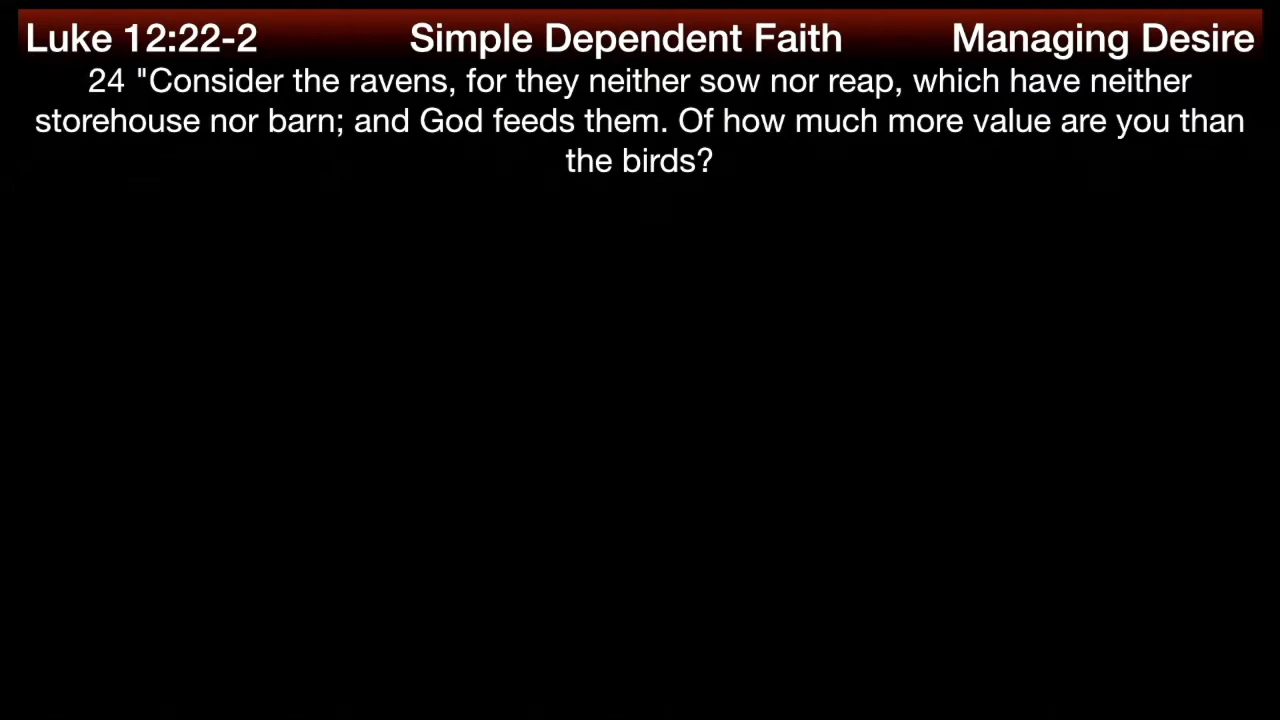 Luke 12:22-2 Simple Dependent Faith Managing Desire
24 "Consider the ravens, for they neither sow nor reap, which have neither
storehouse nor barn; and God feeds them. Of how much more value are you than
the birds?